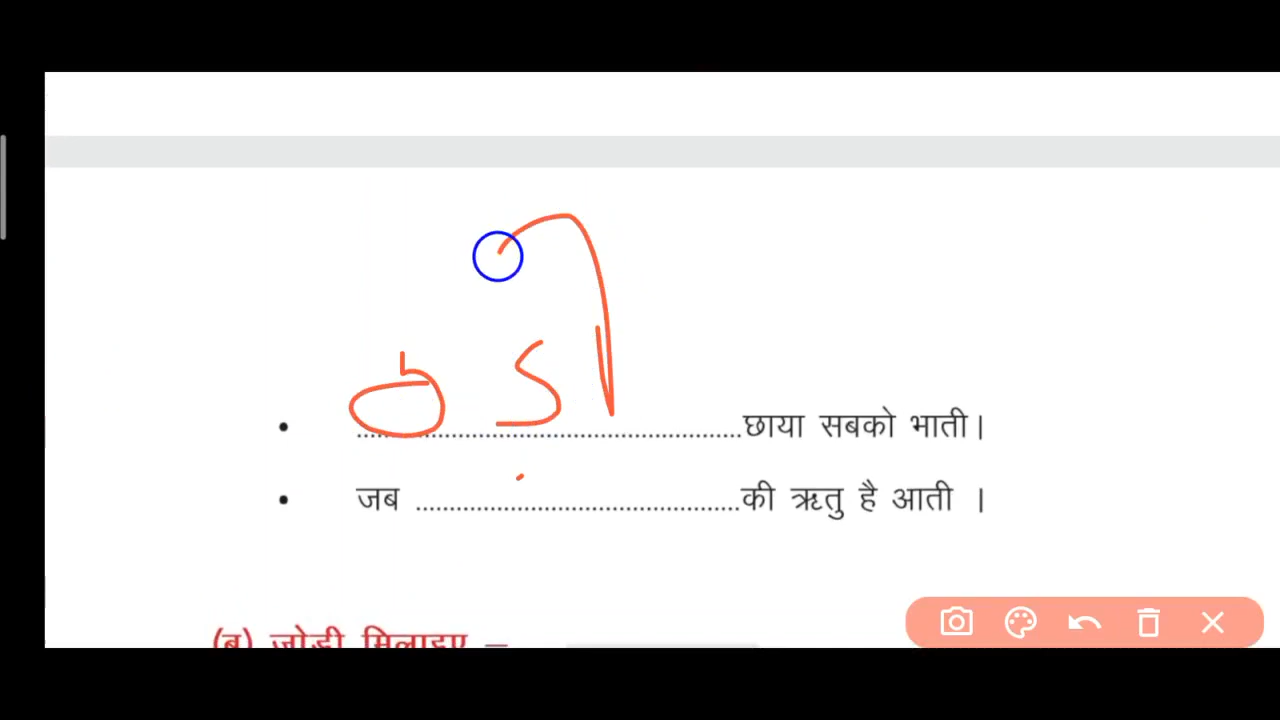 • ........................................................छाया सबको भाती।
• जब ................................................की ऋतु है आती ।
(ब) जोड़ी मिलाइए –